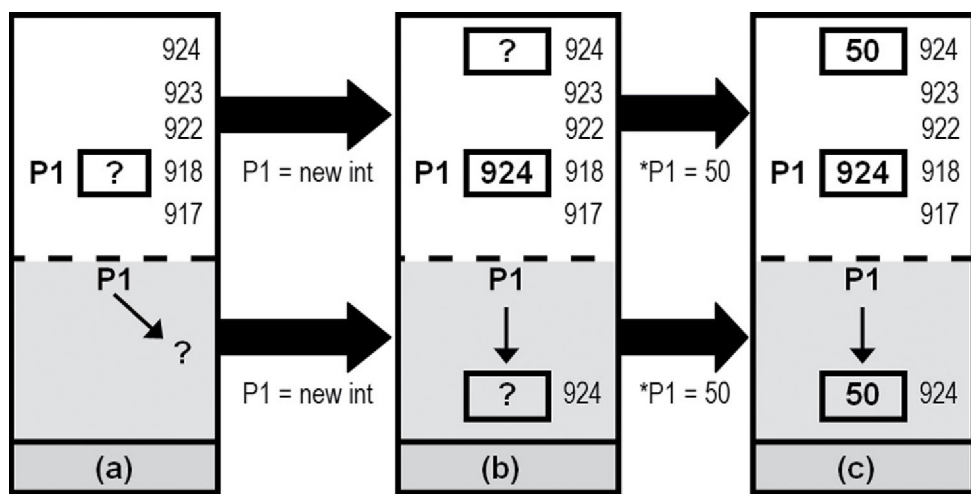 924
923
922
P1 ? 918
917
P1
?
(a)
P1 = new int
P1 = new int
? 924
923
922
P1 924 918
917
P1
? 924
(b)
*P1 = 50
*P1 = 50
50 924
923
922
P1 924 918
917
P1
50 924
(c)